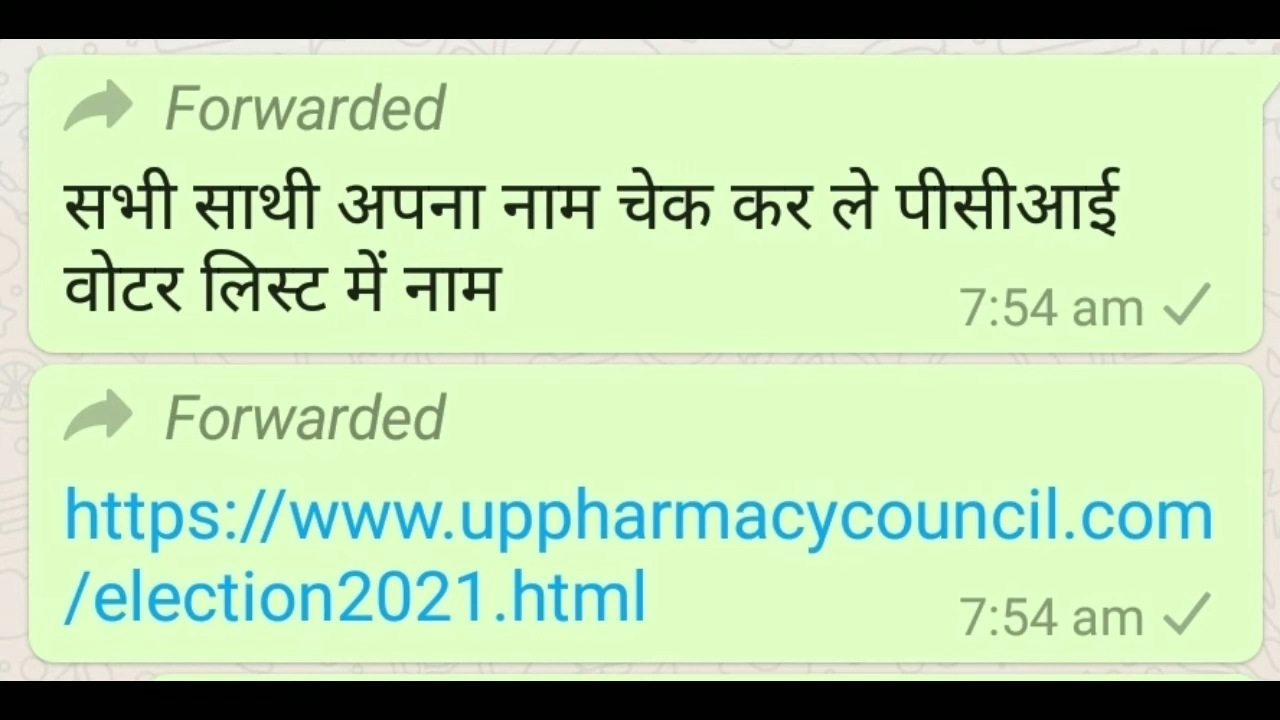 Forwarded
सभी साथी अपना नाम चेक कर ले पीसीआई
वोटर लिस्ट में नाम
7:54 am
Forwarded
https://www.uppharmacycouncil.com
/election2021.html
7:54 am